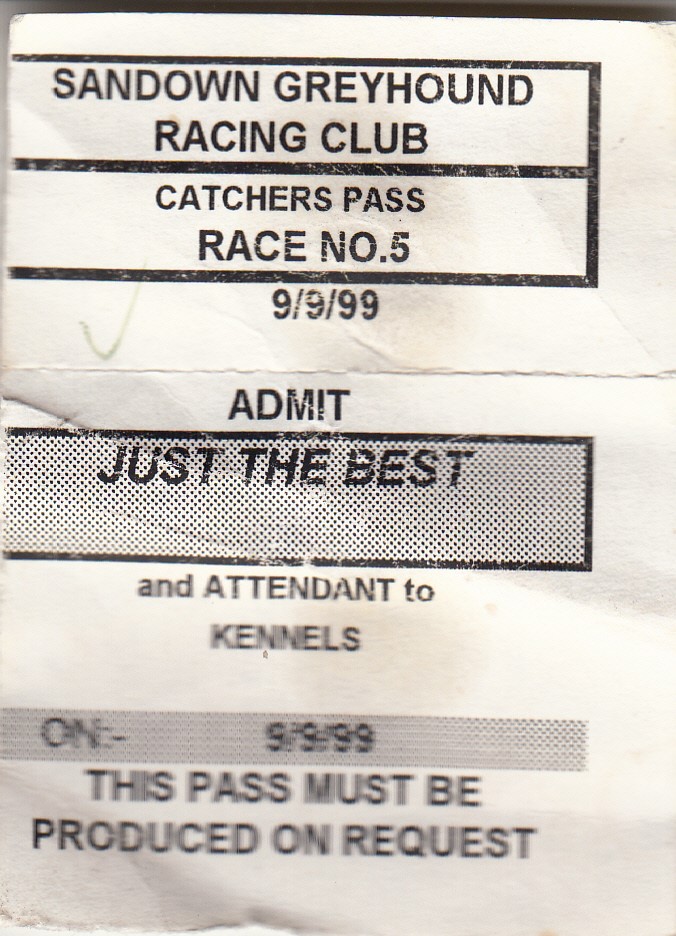 SANDOWN GREYHOUND
RACING CLUB
CATCHERS PASS
RACE NO.5
9/9/99
ADMIT
JUST THE BEST
and ATTENDANT to
KENNELS
ON:- 9/9/99
THIS PASS MUST BE
PRODUCED ON REQUEST